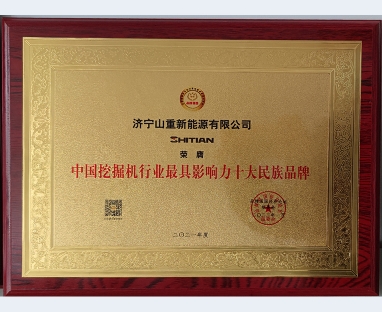 济宁山重新能源有限公司
SHITIAN
荣膺
中国挖掘机行业最具影响力十大民族品牌
二〇二一年度